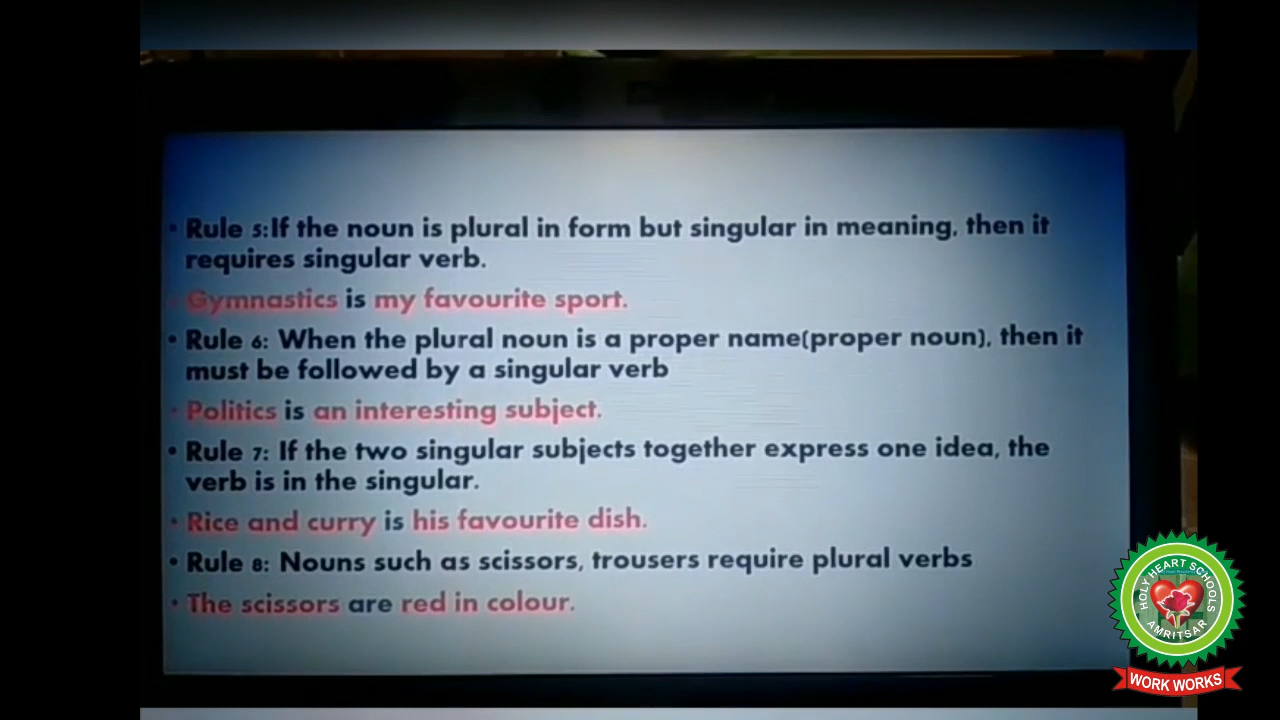 • Rule 5:If the noun is plural in form but singular in meaning, then it
requires singular verb.
• Gymnastics is my favourite sport.
• Rule 6: When the plural noun is a proper name(proper noun), then it
must be followed by a singular verb
• Politics is an interesting subject.
• Rule 7: If the two singular subjects together express one idea, the
verb is in the singular.
• Rice and curry is his favourite dish.
• Rule 8: Nouns such as scissors, trousers require plural verbs
• The scissors are red in colour.
HOLY HEART SCHOOLS
AMRITSAR
WORK WORKS